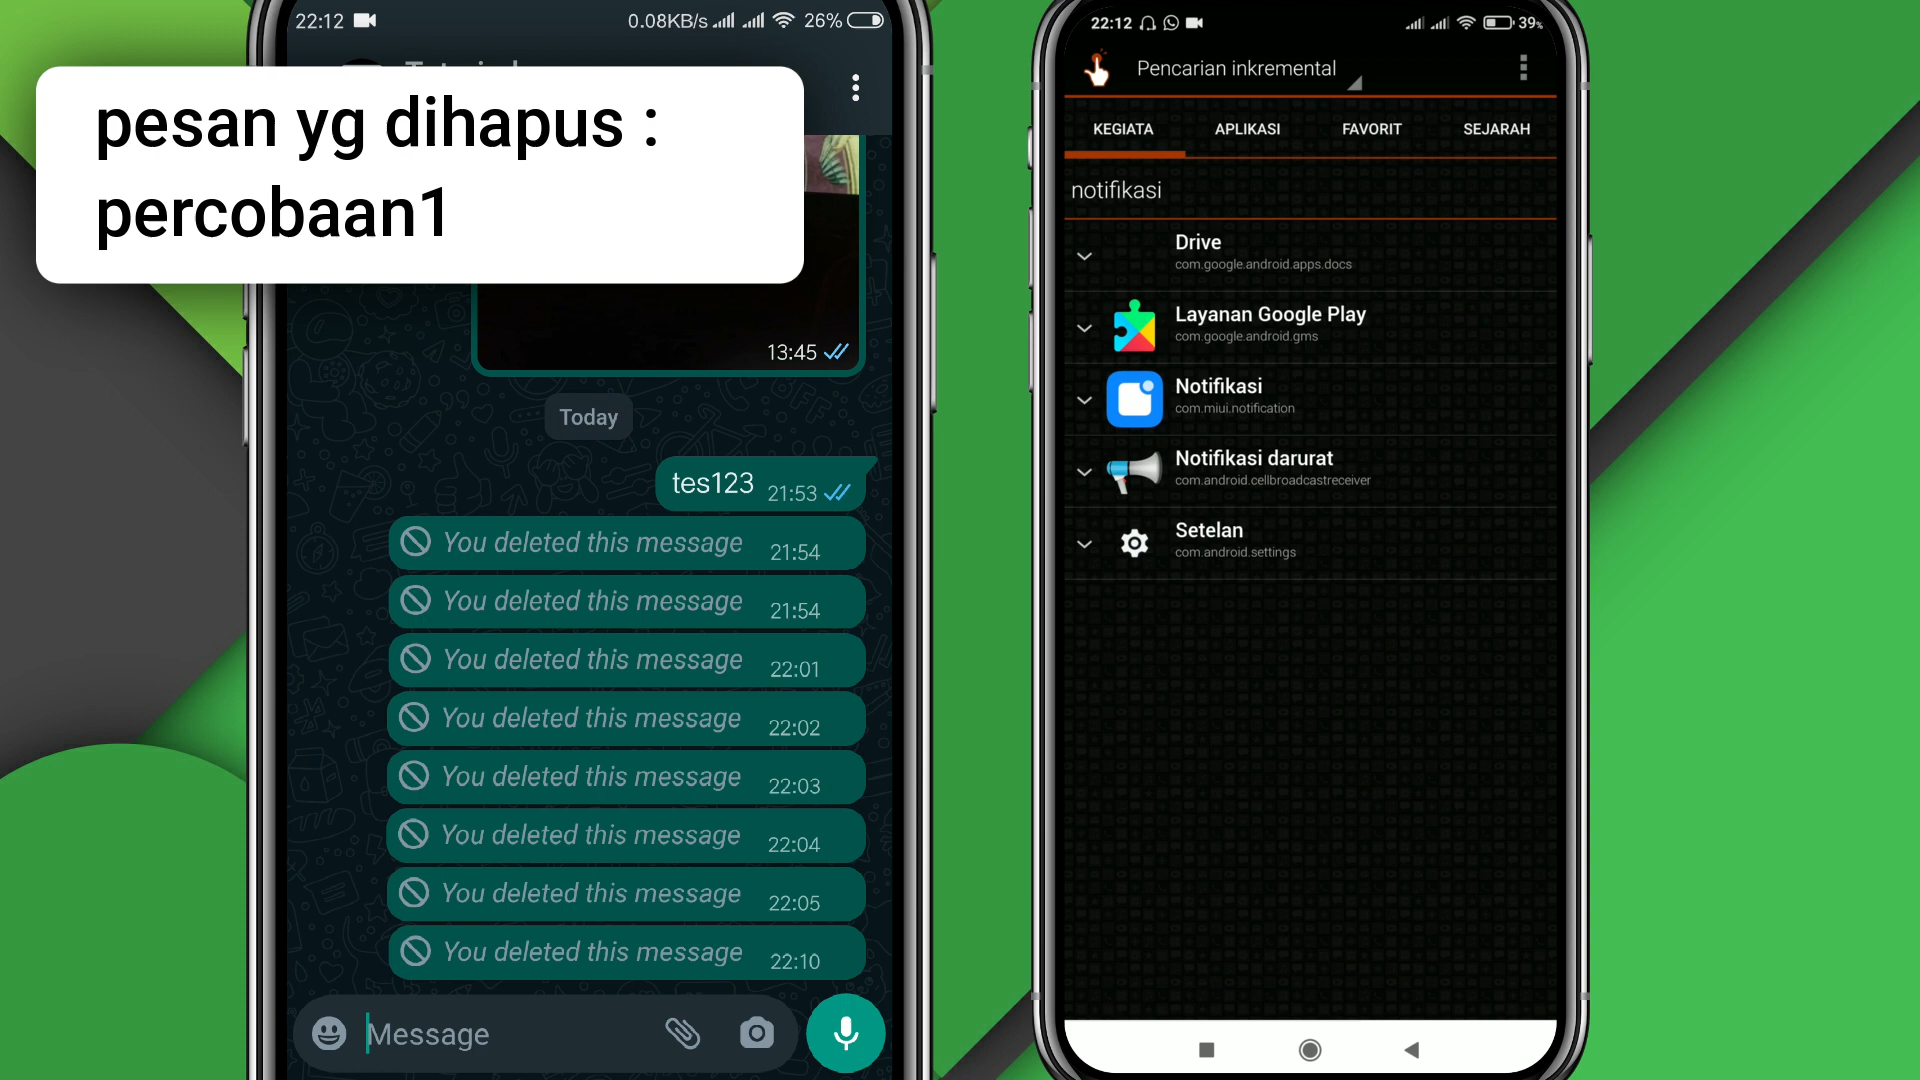 22:12
0.08KB/s
26%
pesan yg dihapus :
percobaan1
13:45
Today
tes123 21:53
You deleted this message 21:54
You deleted this message 21:54
You deleted this message 22:01
You deleted this message 22:02
You deleted this message 22:03
You deleted this message 22:04
You deleted this message 22:05
You deleted this message 22:10
Message
22:12
39%
Pencarian inkremental
KEGIATA
APLIKASI
FAVORIT
SEJARAH
notifikasi
Drive
com.google.android.apps.docs
Layanan Google Play
com.google.android.gms
Notifikasi
com.miui.notification
Notifikasi darurat
com.android.cellbroadcastreceiver
Setelan
com.android.settings